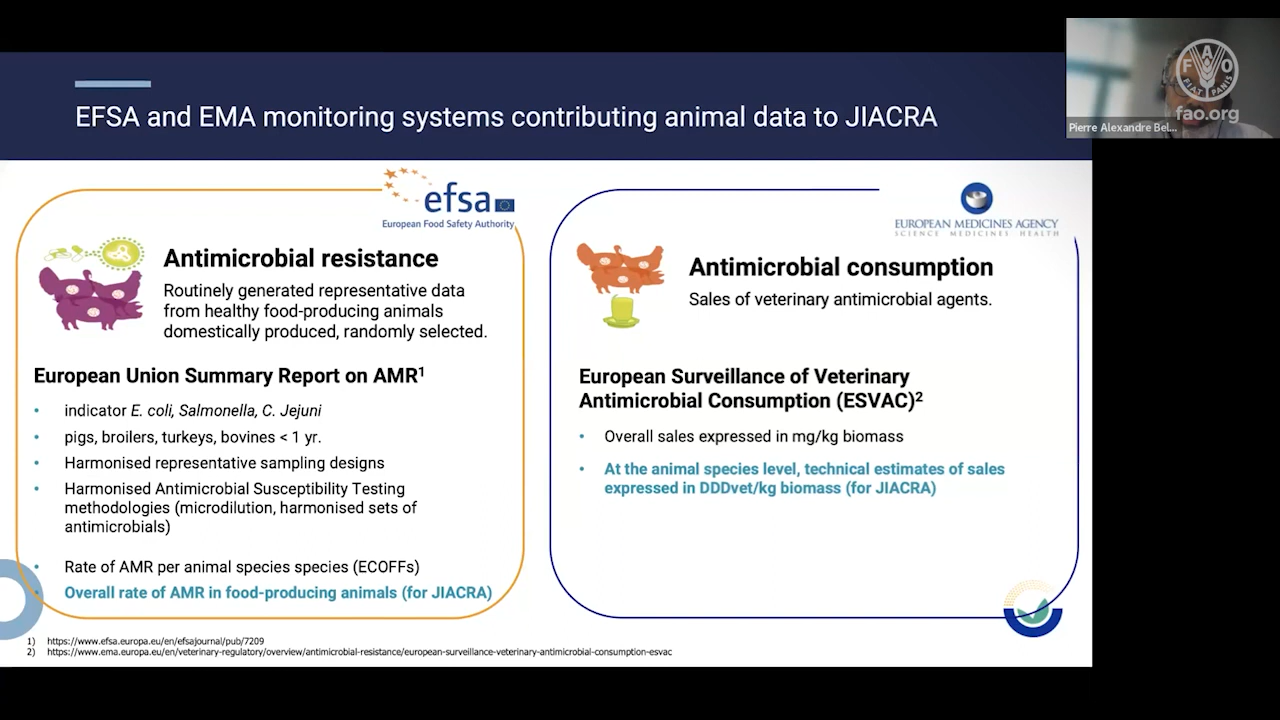 EFSA and EMA monitoring systems contributing animal data to JIACRA
FAO
FIAT PANIS
fao.org
Pierre Alexandre Bel...
efsa
European Food Safety Authority
Antimicrobial resistance
Routinely generated representative data
from healthy food-producing animals
domestically produced, randomly selected.
European Union Summary Report on AMR1
• indicator E. coli, Salmonella, C. Jejuni
• pigs, broilers, turkeys, bovines < 1 yr.
• Harmonised representative sampling designs
• Harmonised Antimicrobial Susceptibility Testing
methodologies (microdilution, harmonised sets of
antimicrobials)
• Rate of AMR per animal species species (ECOFFs)
• Overall rate of AMR in food-producing animals (for JIACRA)
EUROPEAN MEDICINES AGENCY
SCIENCE MEDICINES HEALTH
Antimicrobial consumption
Sales of veterinary antimicrobial agents.
European Surveillance of Veterinary
Antimicrobial Consumption (ESVAC)2
• Overall sales expressed in mg/kg biomass
• At the animal species level, technical estimates of sales
expressed in DDDvet/kg biomass (for JIACRA)
1) https://www.efsa.europa.eu/en/efsajournal/pub/7209
2) https://www.ema.europa.eu/en/veterinary-regulatory/overview/antimicrobial-resistance/european-surveillance-veterinary-antimicrobial-consumption-esvac